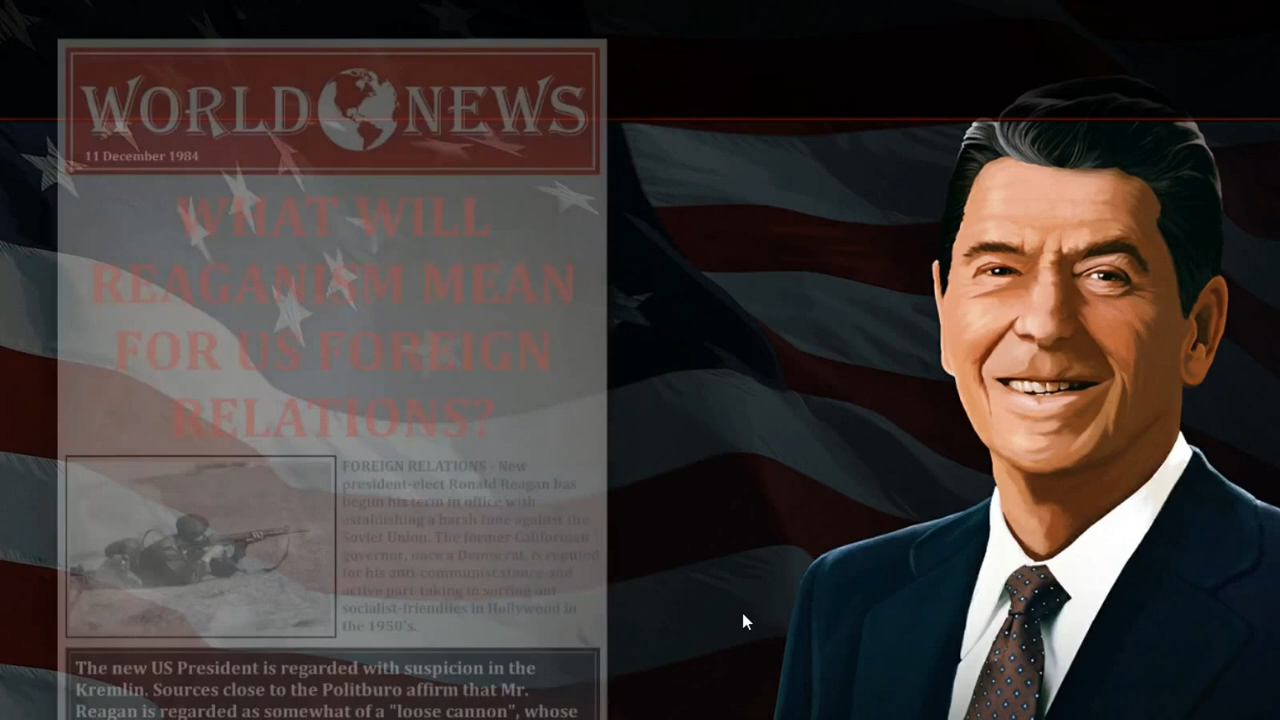 WORLD NEWS
11 December 1984
WHAT WILL
REAGANISM MEAN
FOR US FOREIGN
RELATIONS?
FOREIGN RELATIONS - New
president-elect Ronald Reagan has
begun his term in office with
establishing a harsh tone against the
Soviet Union. The former Californian
governor, once a Democrat, is reputed
for his anti-communist stance and
active part-taking in sorting out
socialist-friendlies in Hollywood in
the 1950's.
The new US President is regarded with suspicion in the
Kremlin. Sources close to the Politburo affirm that Mr.
Reagan is regarded as somewhat of a "loose cannon", whose